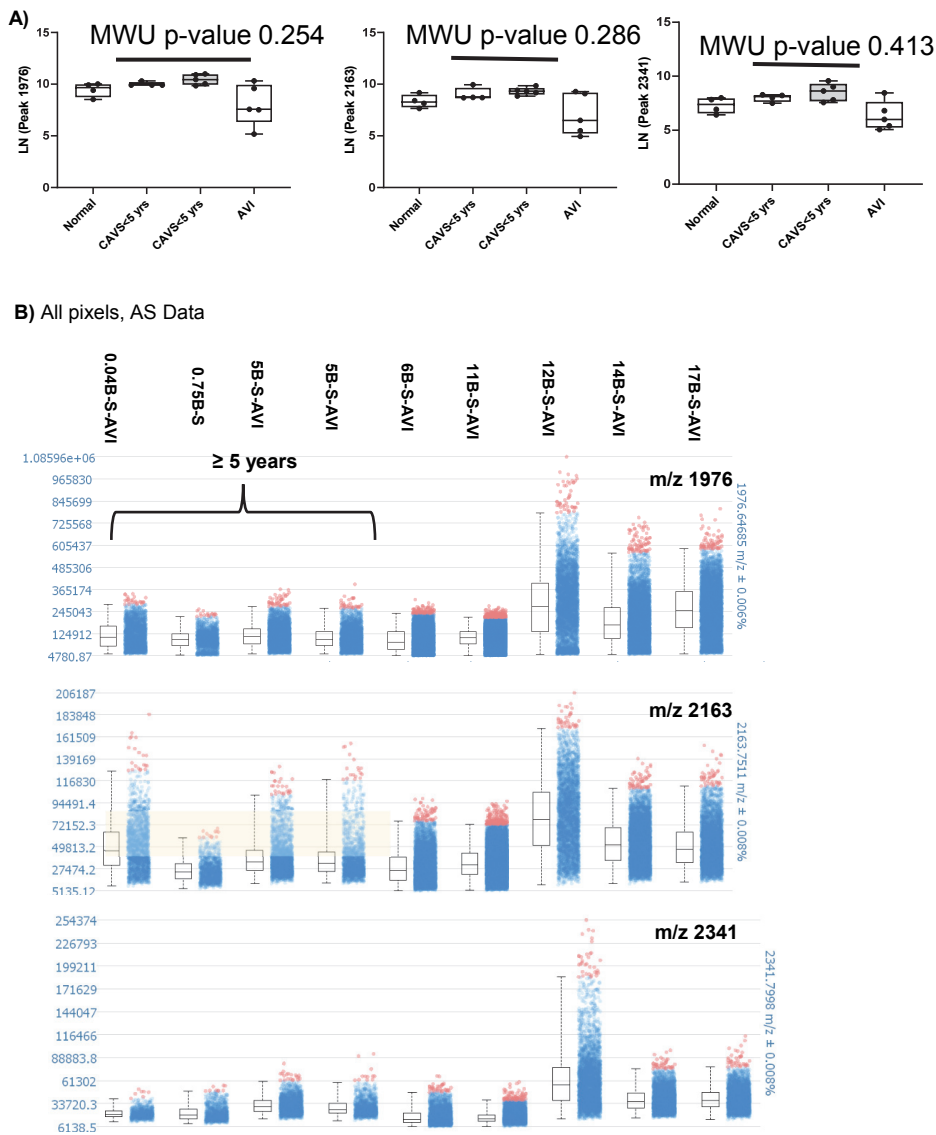 A)
MWU p-value 0.254
LN (Peak 1976)
15
10
5
0
Normal
CAVS<5 yrs
CAVS<5 yrs
AVI
MWU p-value 0.286
LN (Peak 2163)
15
10
5
0
Normal
CAVS<5 yrs
CAVS<5 yrs
AVI
MWU p-value 0.413
LN (Peak 2341)
15
10
5
0
Normal
CAVS<5 yrs
CAVS<5 yrs
AVI
B) All pixels, AS Data
0.04B-S-AVI
0.75B-S
5B-S-AVI
5B-S-AVI
6B-S-AVI
11B-S-AVI
12B-S-AVI
14B-S-AVI
17B-S-AVI
≥ 5 years
m/z 1976
1.08596e+06
965830
845699
725568
605437
485306
365174
245043
124912
4780.87
1976.64685 m/z ± 0.006%
m/z 2163
206187
183848
161509
139169
116830
94491.4
72152.3
49813.2
27474.2
5135.12
2163.7511 m/z ± 0.008%
m/z 2341
254374
226793
199211
171629
144047
116466
88883.8
61302
33720.3
6138.5
2341.7998 m/z ± 0.008%